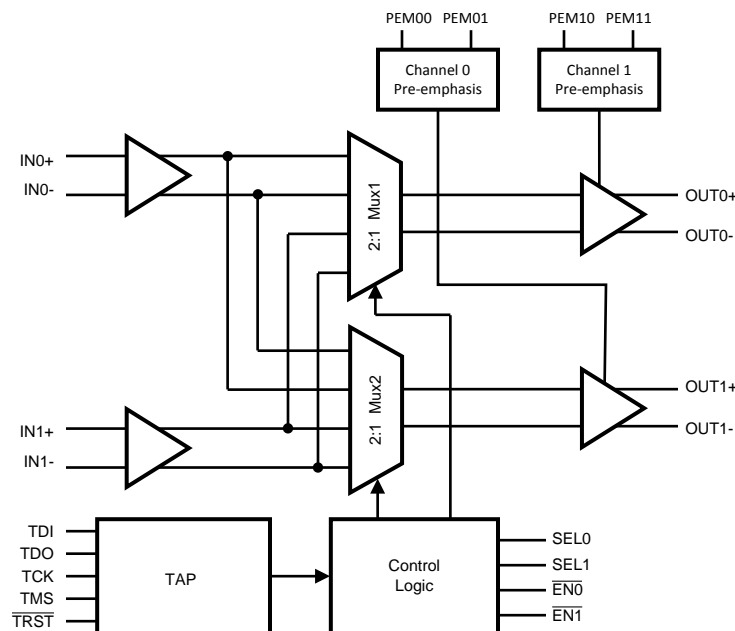 PEM00 PEM01 PEM10 PEM11
Channel 0
Pre-emphasis
Channel 1
Pre-emphasis
IN0+
IN0-
2:1 Mux1
OUT0+
OUT0-
2:1 Mux2
OUT1+
OUT1-
IN1+
IN1-
TDI
TDO
TCK
TMS
TRST
TAP
Control
Logic
SEL0
SEL1
EN0
EN1